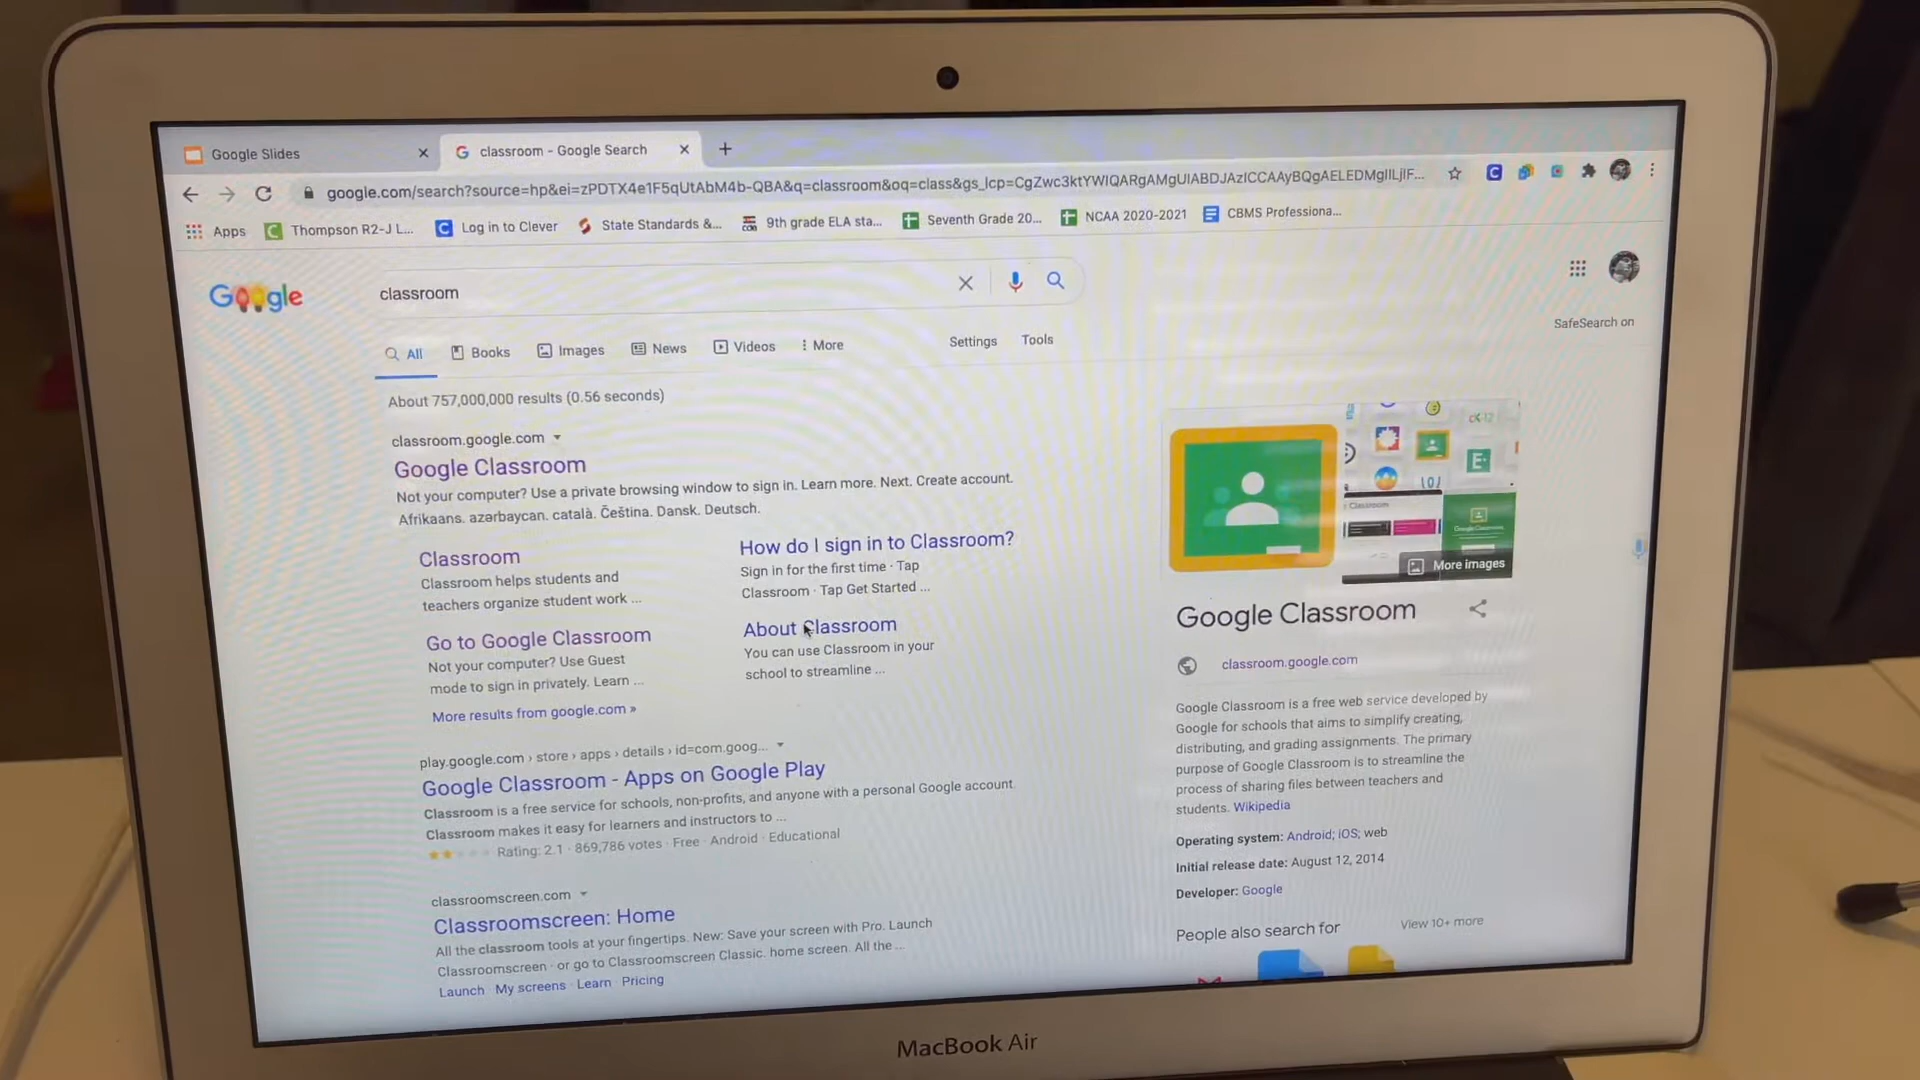 Google Slides
classroom - Google Search
google.com/search?source=hp&ei=zPDTX4e1F5qUtAbM4b-QBA&q=classroom&oq=class&gs_lcp=CgZwc3ktYWIQARgAMgUIABDJAzICCAAyBQgAELEDMgIILjIF...
Apps
Thompson R2-J L...
Log in to Clever
State Standards &...
9th grade ELA sta...
Seventh Grade 20...
NCAA 2020-2021
CBMS Professiona...
Google
classroom
SafeSearch on
All
Books
Images
News
Videos
More
Settings
Tools
About 757,000,000 results (0.56 seconds)
classroom.google.com
Google Classroom
Not your computer? Use a private browsing window to sign in. Learn more. Next. Create account.
Afrikaans. azərbaycan. català. Čeština. Dansk. Deutsch.
Classroom
Classroom helps students and
teachers organize student work ...
How do I sign in to Classroom?
Sign in for the first time · Tap
Classroom · Tap Get Started ...
Go to Google Classroom
Not your computer? Use Guest
mode to sign in privately. Learn ...
About Classroom
You can use Classroom in your
school to streamline ...
More results from google.com »
play.google.com › store › apps › details › id=com.goog...
Google Classroom - Apps on Google Play
Classroom is a free service for schools, non-profits, and anyone with a personal Google account.
Classroom makes it easy for learners and instructors to ...
Rating: 2.1 · 869,786 votes · Free · Android · Educational
classroomscreen.com
Classroomscreen: Home
All the classroom tools at your fingertips. New: Save your screen with Pro. Launch
Classroomscreen · or go to Classroomscreen Classic. home screen. All the ...
Launch · My screens · Learn · Pricing
More images
Google Classroom
classroom.google.com
Google Classroom is a free web service developed by
Google for schools that aims to simplify creating,
distributing, and grading assignments. The primary
purpose of Google Classroom is to streamline the
process of sharing files between teachers and
students. Wikipedia
Operating system: Android; iOS; web
Initial release date: August 12, 2014
Developer: Google
People also search for
View 10+ more
MacBook Air